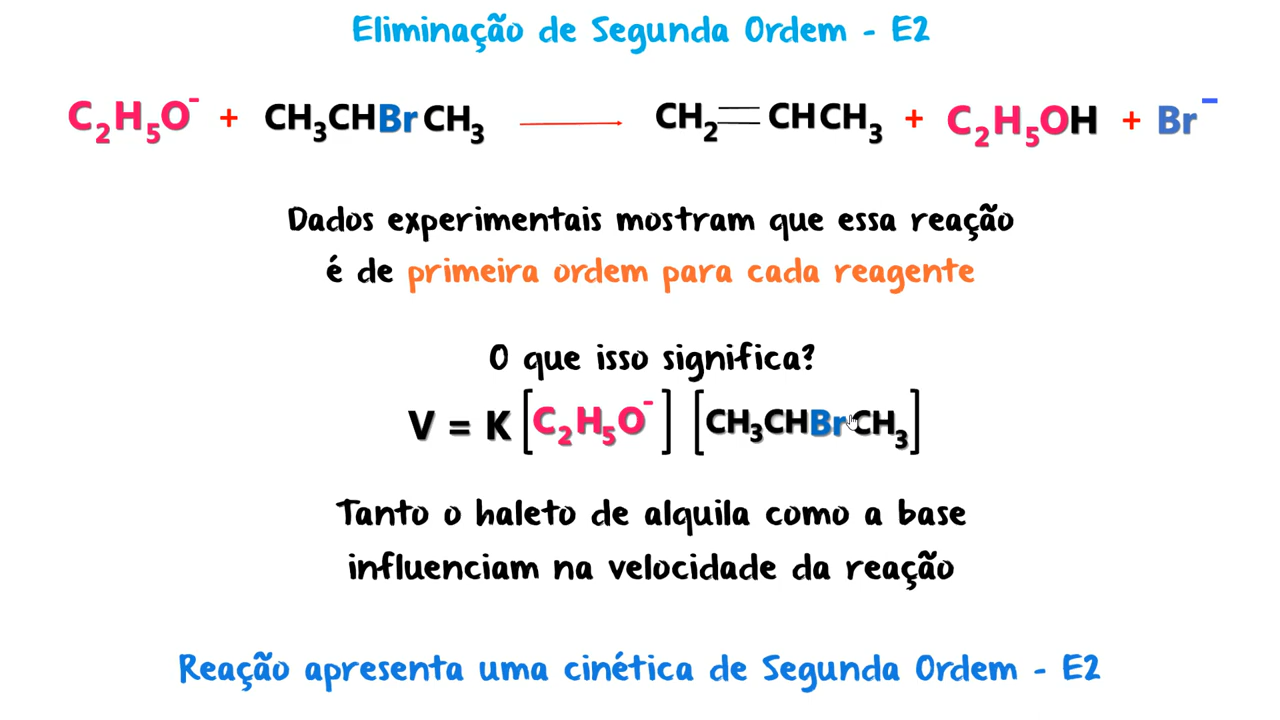 Eliminação de Segunda Ordem - E2
C₂H₅O⁻ + CH₃CHBrCH₃ → CH₂=CHCH₃ + C₂H₅OH + Br⁻
Dados experimentais mostram que essa reação
é de primeira ordem para cada reagente
O que isso significa?
V = K [C₂H₅O⁻] [CH₃CHBrCH₃]
Tanto o haleto de alquila como a base
influenciam na velocidade da reação
Reação apresenta uma cinética de Segunda Ordem - E2